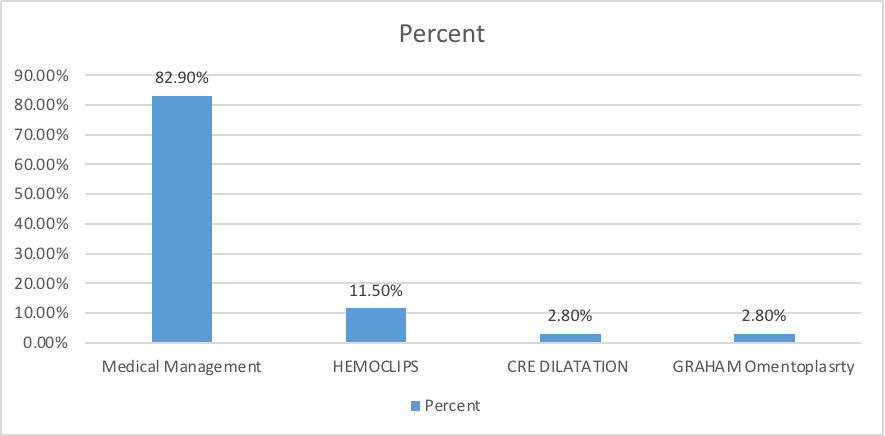 Percent
90.00%
80.00%
70.00%
60.00%
50.00%
40.00%
30.00%
20.00%
10.00%
0.00%
82.90%
11.50%
2.80%
2.80%
Medical Management
HEMOCLIPS
CRE DILATATION
GRAHAM Omentoplasrty
Percent